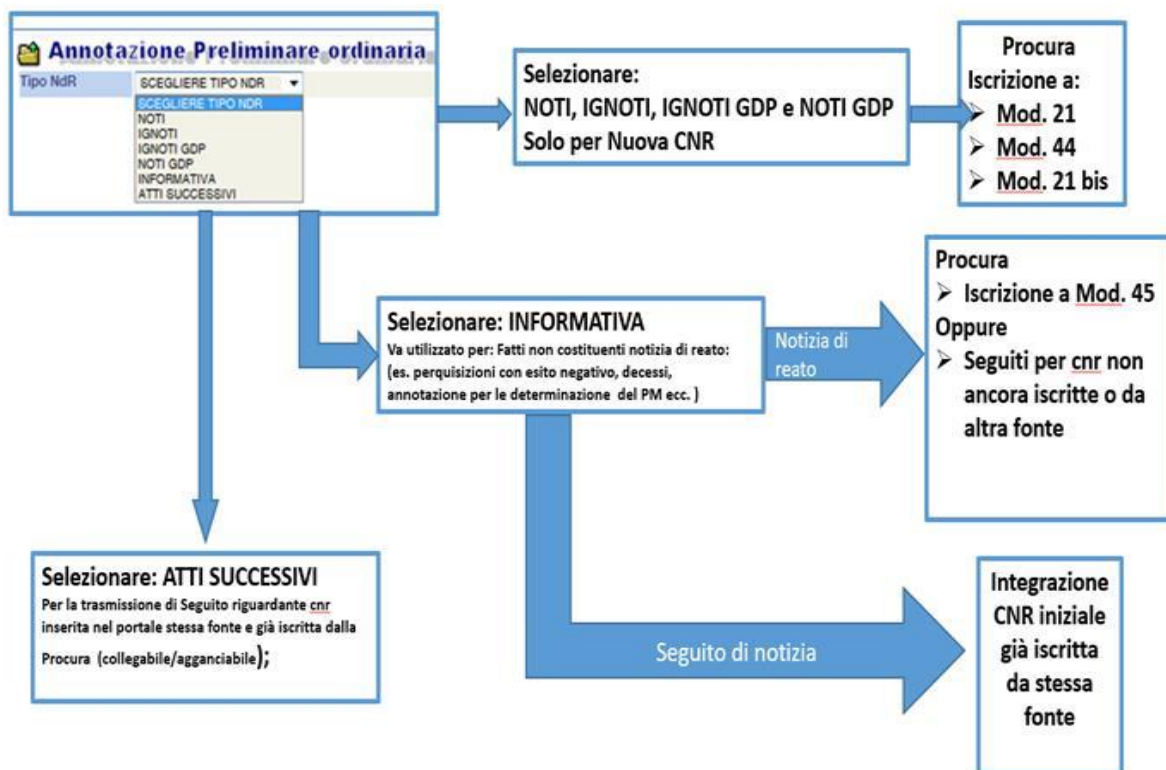 Annotazione Preliminare ordinaria
Tipo NdR
SCEGLIERE TIPO NDR
SCEGLIERE TIPO NDR
NOTI
IGNOTI
IGNOTI GDP
NOTI GDP
INFORMATIVA
ATTI SUCCESSIVI
Selezionare:
NOTI, IGNOTI, IGNOTI GDP e NOTI GDP
Solo per Nuova CNR
Procura
Iscrizione a:
➢ Mod. 21
➢ Mod. 44
➢ Mod. 21 bis
Selezionare: INFORMATIVA
Va utilizzato per: Fatti non costituenti notizia di reato:
(es. perquisizioni con esito negativo, decessi,
annotazione per le determinazione del PM ecc. )
Notizia di
reato
Procura
➢ Iscrizione a Mod. 45
Oppure
➢ Seguiti per cnr non
ancora iscritte o da
altra fonte
Selezionare: ATTI SUCCESSIVI
Per la trasmissione di Seguito riguardante cnr
inserita nel portale stessa fonte e già iscritta dalla
Procura (collegabile/agganciabile);
Seguito di notizia
Integrazione
CNR iniziale
già iscritta
da stessa
fonte